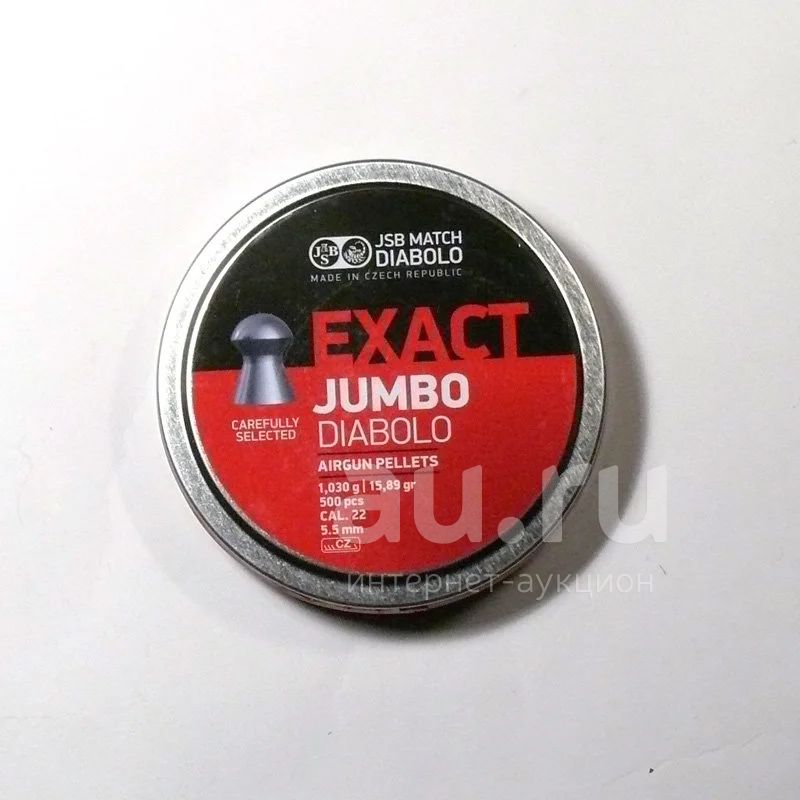 JSB
JSB MATCH
DIABOLO
MADE IN CZECH REPUBLIC
EXACT
JUMBO
DIABOLO
CAREFULLY
SELECTED
AIRGUN PELLETS
1,030 g | 15,89 gr
500 pcs
CAL. 22
5.5 mm
CZ
au.ru
интернет-аукцион